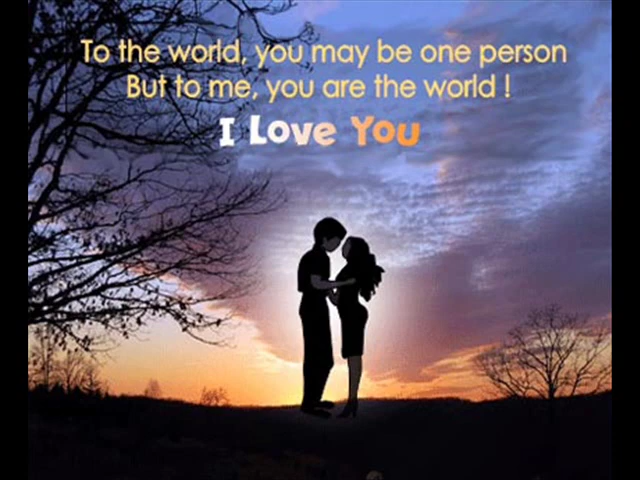 To the world, you may be one person
But to me, you are the world !
I Love You